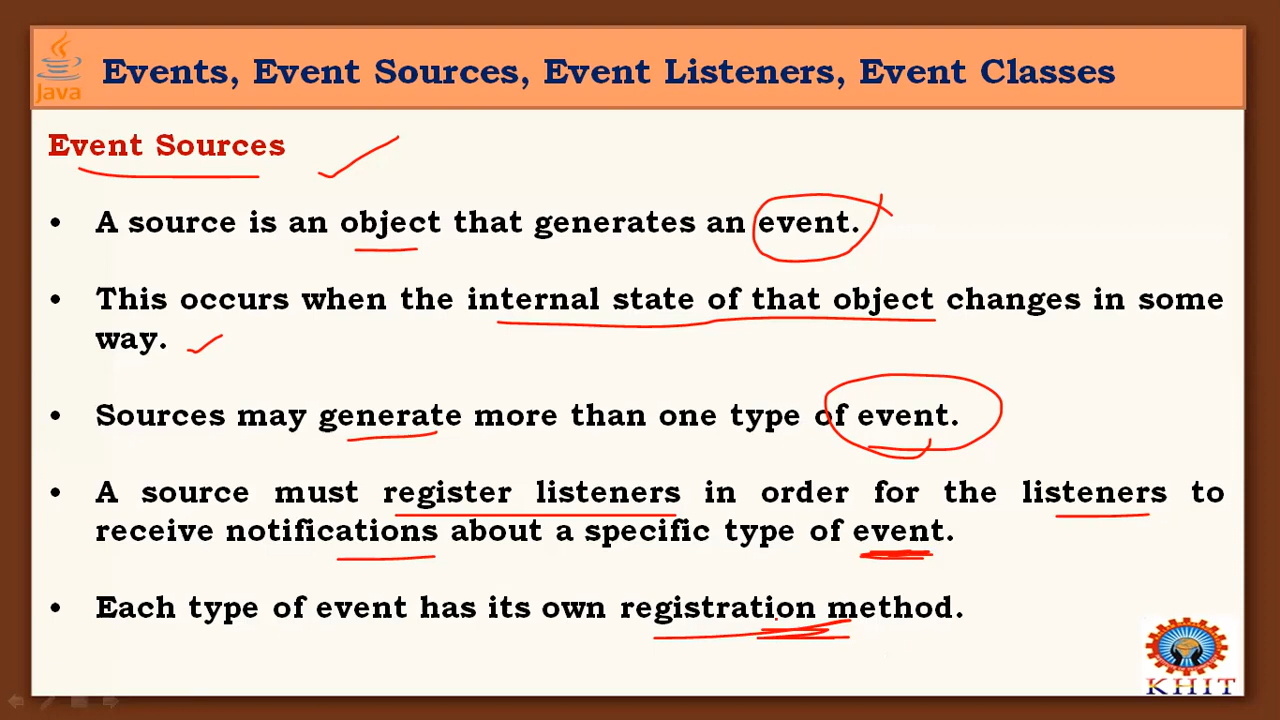 Java
Events, Event Sources, Event Listeners, Event Classes
Event Sources
• A source is an object that generates an event.
• This occurs when the internal state of that object changes in some
way.
• Sources may generate more than one type of event.
• A source must register listeners in order for the listeners to
receive notifications about a specific type of event.
• Each type of event has its own registration method.
KHIT